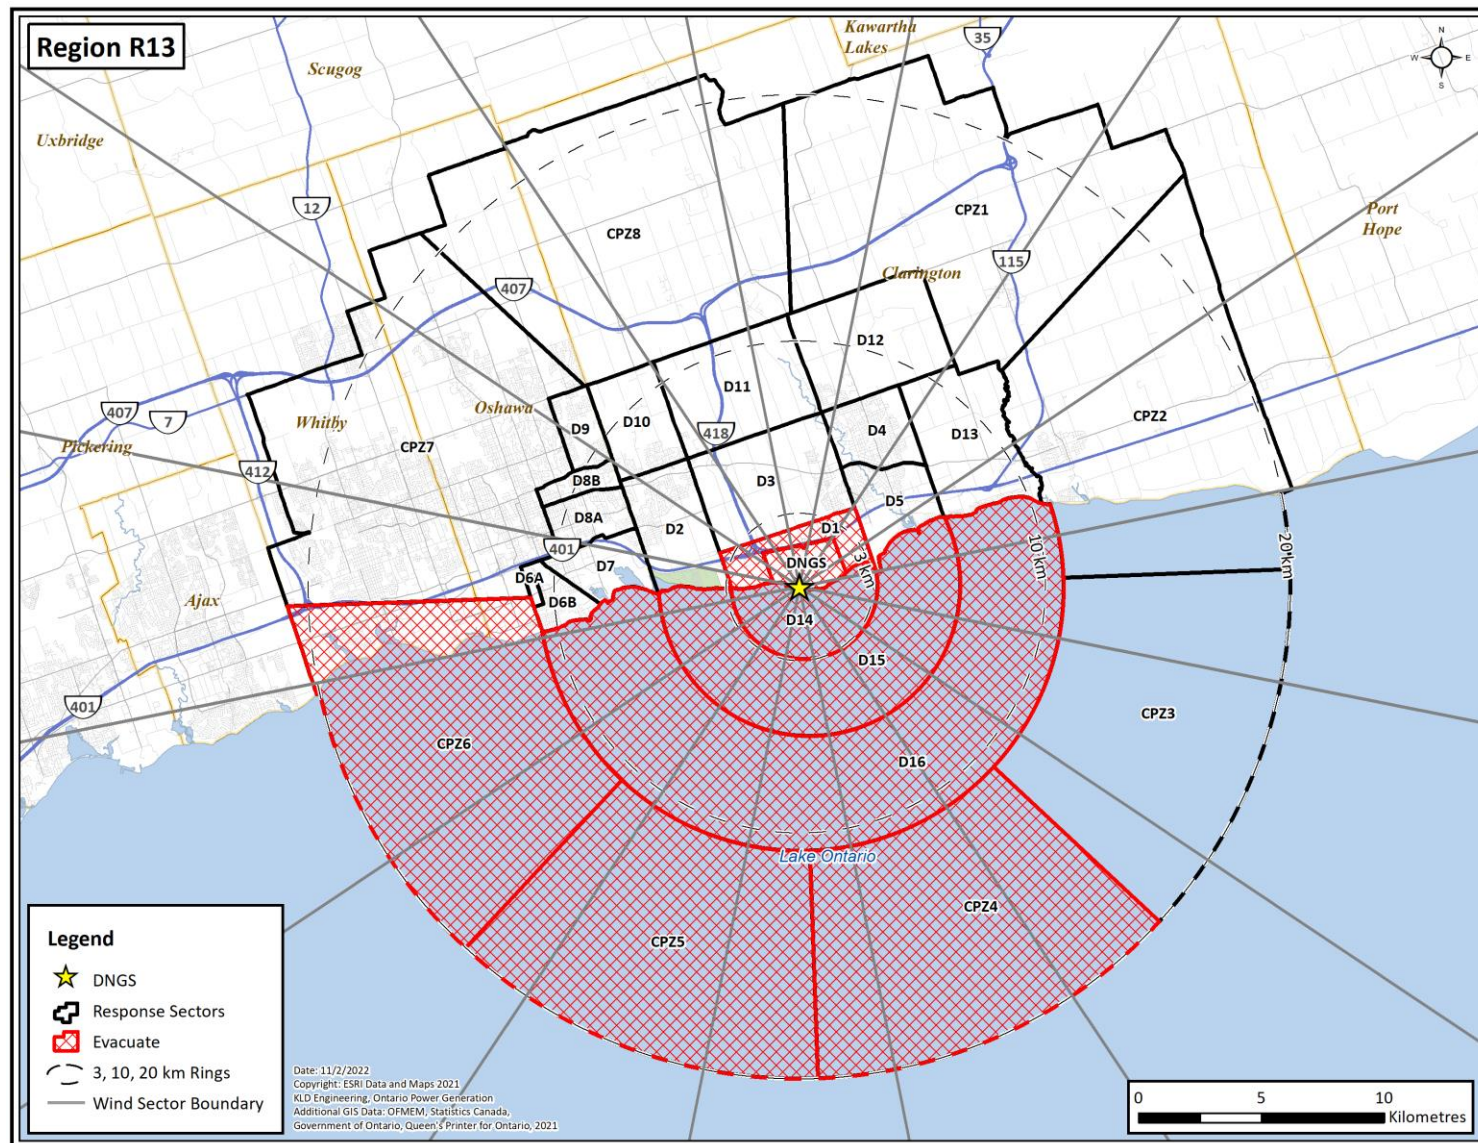 Region R13
Scugog
Kawartha
Lakes
35
N
W
E
S
Uxbridge
12
Port
Hope
CPZ8
CPZ1
115
Clarington
407
D12
D11
407
7
Whitby
Oshawa
Pickering
CPZ7
D9
D10
418
D4
D13
CPZ2
412
D8B
D3
D5
D8A
D2
D1
401
D7
DNGS
3 km
10 km
20 km
D6A
D6B
Ajax
D14
D15
401
CPZ6
CPZ3
D16
Lake Ontario
CPZ5
CPZ4
Legend
DNGS
Response Sectors
Evacuate
3, 10, 20 km Rings
Wind Sector Boundary
Date: 11/2/2022
Copyright: ESRI Data and Maps 2021
KLD Engineering, Ontario Power Generation
Additional GIS Data: OFMEM, Statistics Canada,
Government of Ontario, Queen's Printer for Ontario, 2021
0 5 10
Kilometres